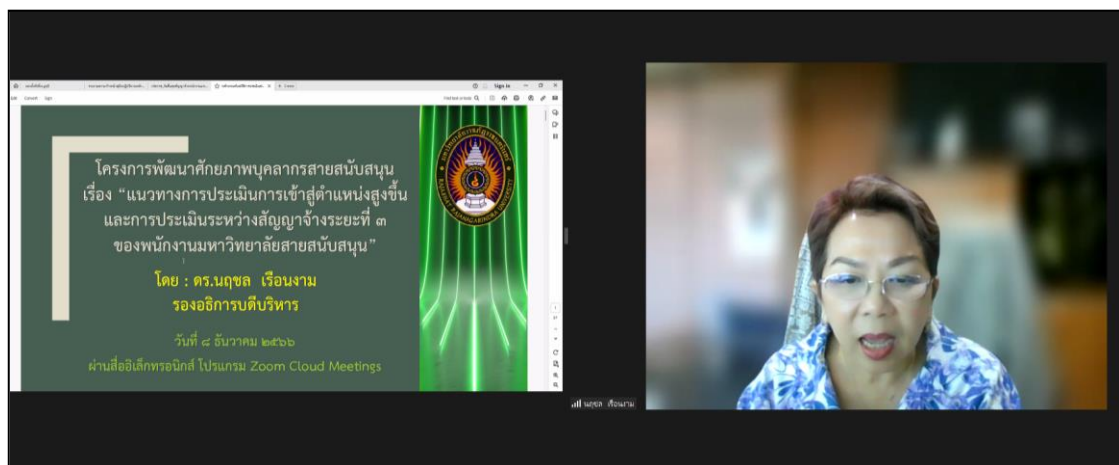 Sign in
Convert Sign
โครงการพัฒนาศักยภาพบุคลากรสายสนับสนุน
เรื่อง “แนวทางการประเมินการเข้าสู่ตำแหน่งสูงขึ้น
และการประเมินระหว่างสัญญาจ้างระยะที่ ๓
ของพนักงานมหาวิทยาลัยสายสนับสนุน”
โดย : ดร.นฤชล เรือนงาม
รองอธิการบดีบริหาร
วันที่ ๘ ธันวาคม ๒๕๖๖
ผ่านสื่ออิเล็กทรอนิกส์ โปรแกรม Zoom Cloud Meetings
RAJABHAT RAJANAGARINDRA UNIVERSITY
นฤชล เรือนงาม